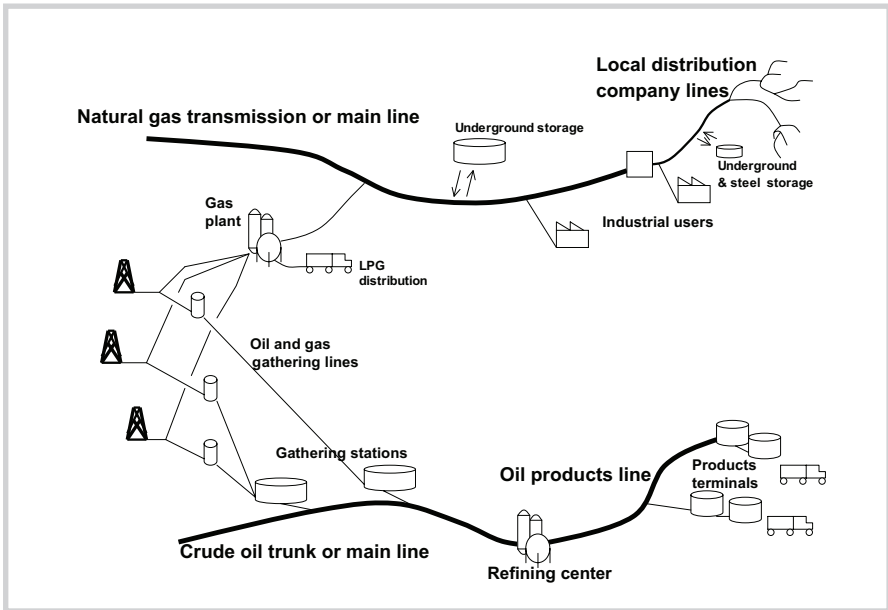 Local distribution
company lines
Natural gas transmission or main line
Underground storage
Underground
& steel storage
Gas
plant
Industrial users
LPG
distribution
Oil and gas
gathering lines
Gathering stations
Oil products line
Products
terminals
Crude oil trunk or main line
Refining center